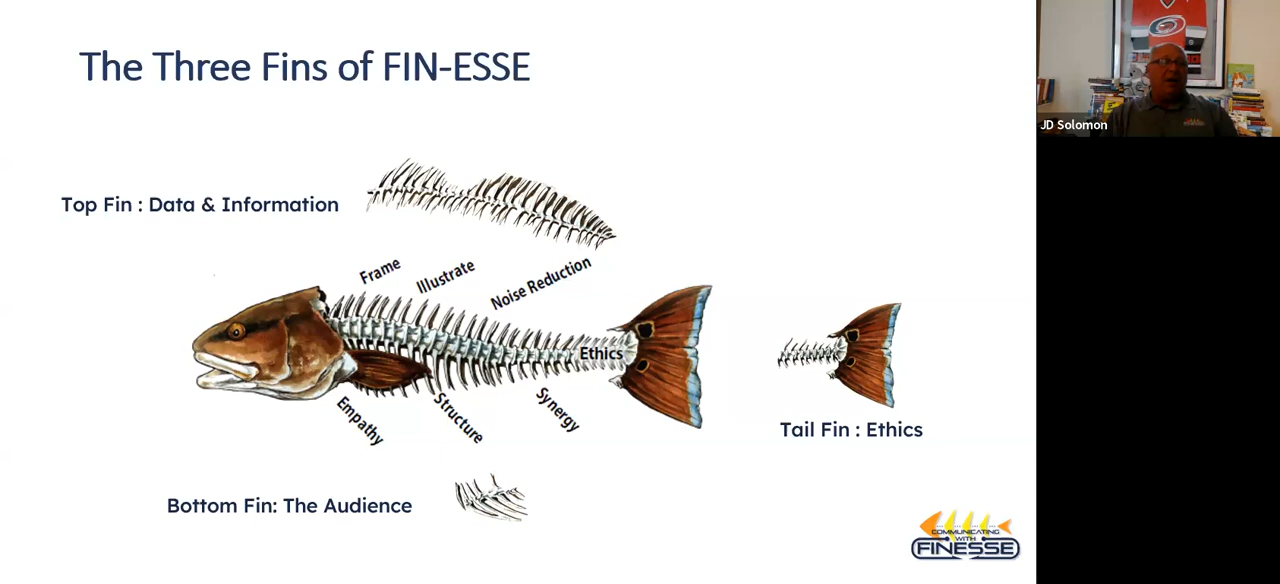 The Three Fins of FIN-ESSE
JD Solomon
Top Fin : Data & Information
Frame
Illustrate
Noise Reduction
Ethics
Empathy
Structure
Synergy
Tail Fin : Ethics
Bottom Fin: The Audience
COMMUNICATING
WITH
FINESSE